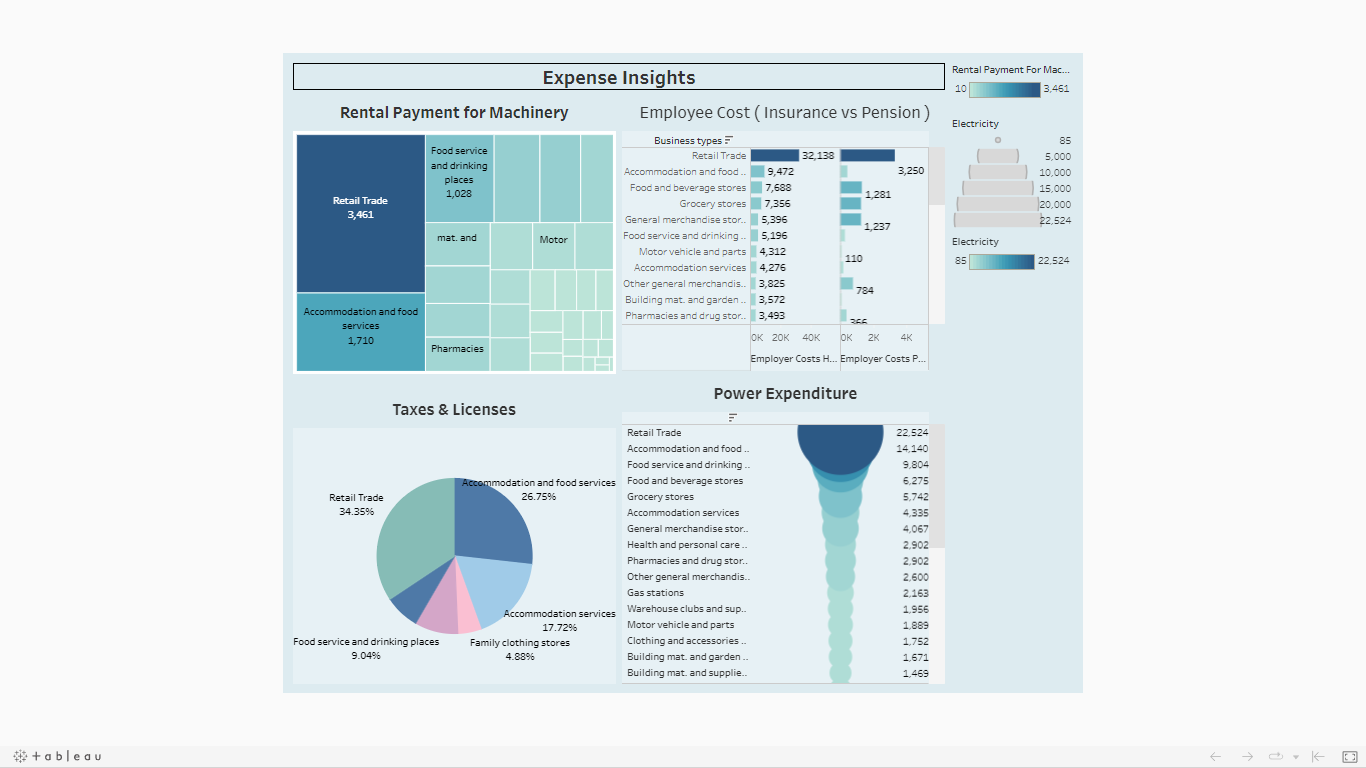 Expense Insights
Rental Payment for Machinery
Retail Trade
3,461
Accommodation and food
services
1,710
Food service
and drinking
places
1,028
mat. and
Motor
Pharmacies
Employee Cost ( Insurance vs Pension )
Business types
Retail Trade 32,138
Accommodation and food .. 9,472 3,250
Food and beverage stores 7,688
Grocery stores 7,356 1,281
General merchandise stor.. 5,396
Food service and drinking .. 5,196 1,237
Motor vehicle and parts 4,312
Accommodation services 4,276 110
Other general merchandis.. 3,825
Building mat. and garden .. 3,572 784
Pharmacies and drug stor.. 3,493 366
0K 20K 40K 0K 2K 4K
Employer Costs H... Employer Costs P...
Rental Payment For Mac...
10 3,461
Electricity
85
5,000
10,000
15,000
20,000
22,524
Electricity
85 22,524
Taxes & Licenses
Accommodation and food services
26.75%
Retail Trade
34.35%
Accommodation services
17.72%
Food service and drinking places
9.04%
Family clothing stores
4.88%
Power Expenditure
Retail Trade 22,524
Accommodation and food .. 14,140
Food service and drinking .. 9,804
Food and beverage stores 6,275
Grocery stores 5,742
Accommodation services 4,335
General merchandise stor.. 4,067
Health and personal care .. 2,902
Pharmacies and drug stor.. 2,902
Other general merchandis.. 2,600
Gas stations 2,163
Warehouse clubs and sup.. 1,956
Motor vehicle and parts 1,889
Clothing and accessories .. 1,752
Building mat. and garden .. 1,671
Building mat. and supplie.. 1,469
+ a b | e a u